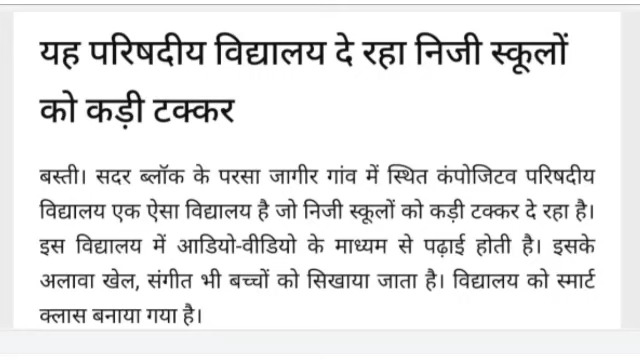 यह परिषदीय विद्यालय दे रहा निजी स्कूलों
को कड़ी टक्कर
बस्ती। सदर ब्लॉक के परसा जागीर गांव में स्थित कंपोजिटव परिषदीय
विद्यालय एक ऐसा विद्यालय है जो निजी स्कूलों को कड़ी टक्कर दे रहा है।
इस विद्यालय में आडियो-वीडियो के माध्यम से पढ़ाई होती है। इसके
अलावा खेल, संगीत भी बच्चों को सिखाया जाता है। विद्यालय को स्मार्ट
क्लास बनाया गया है।